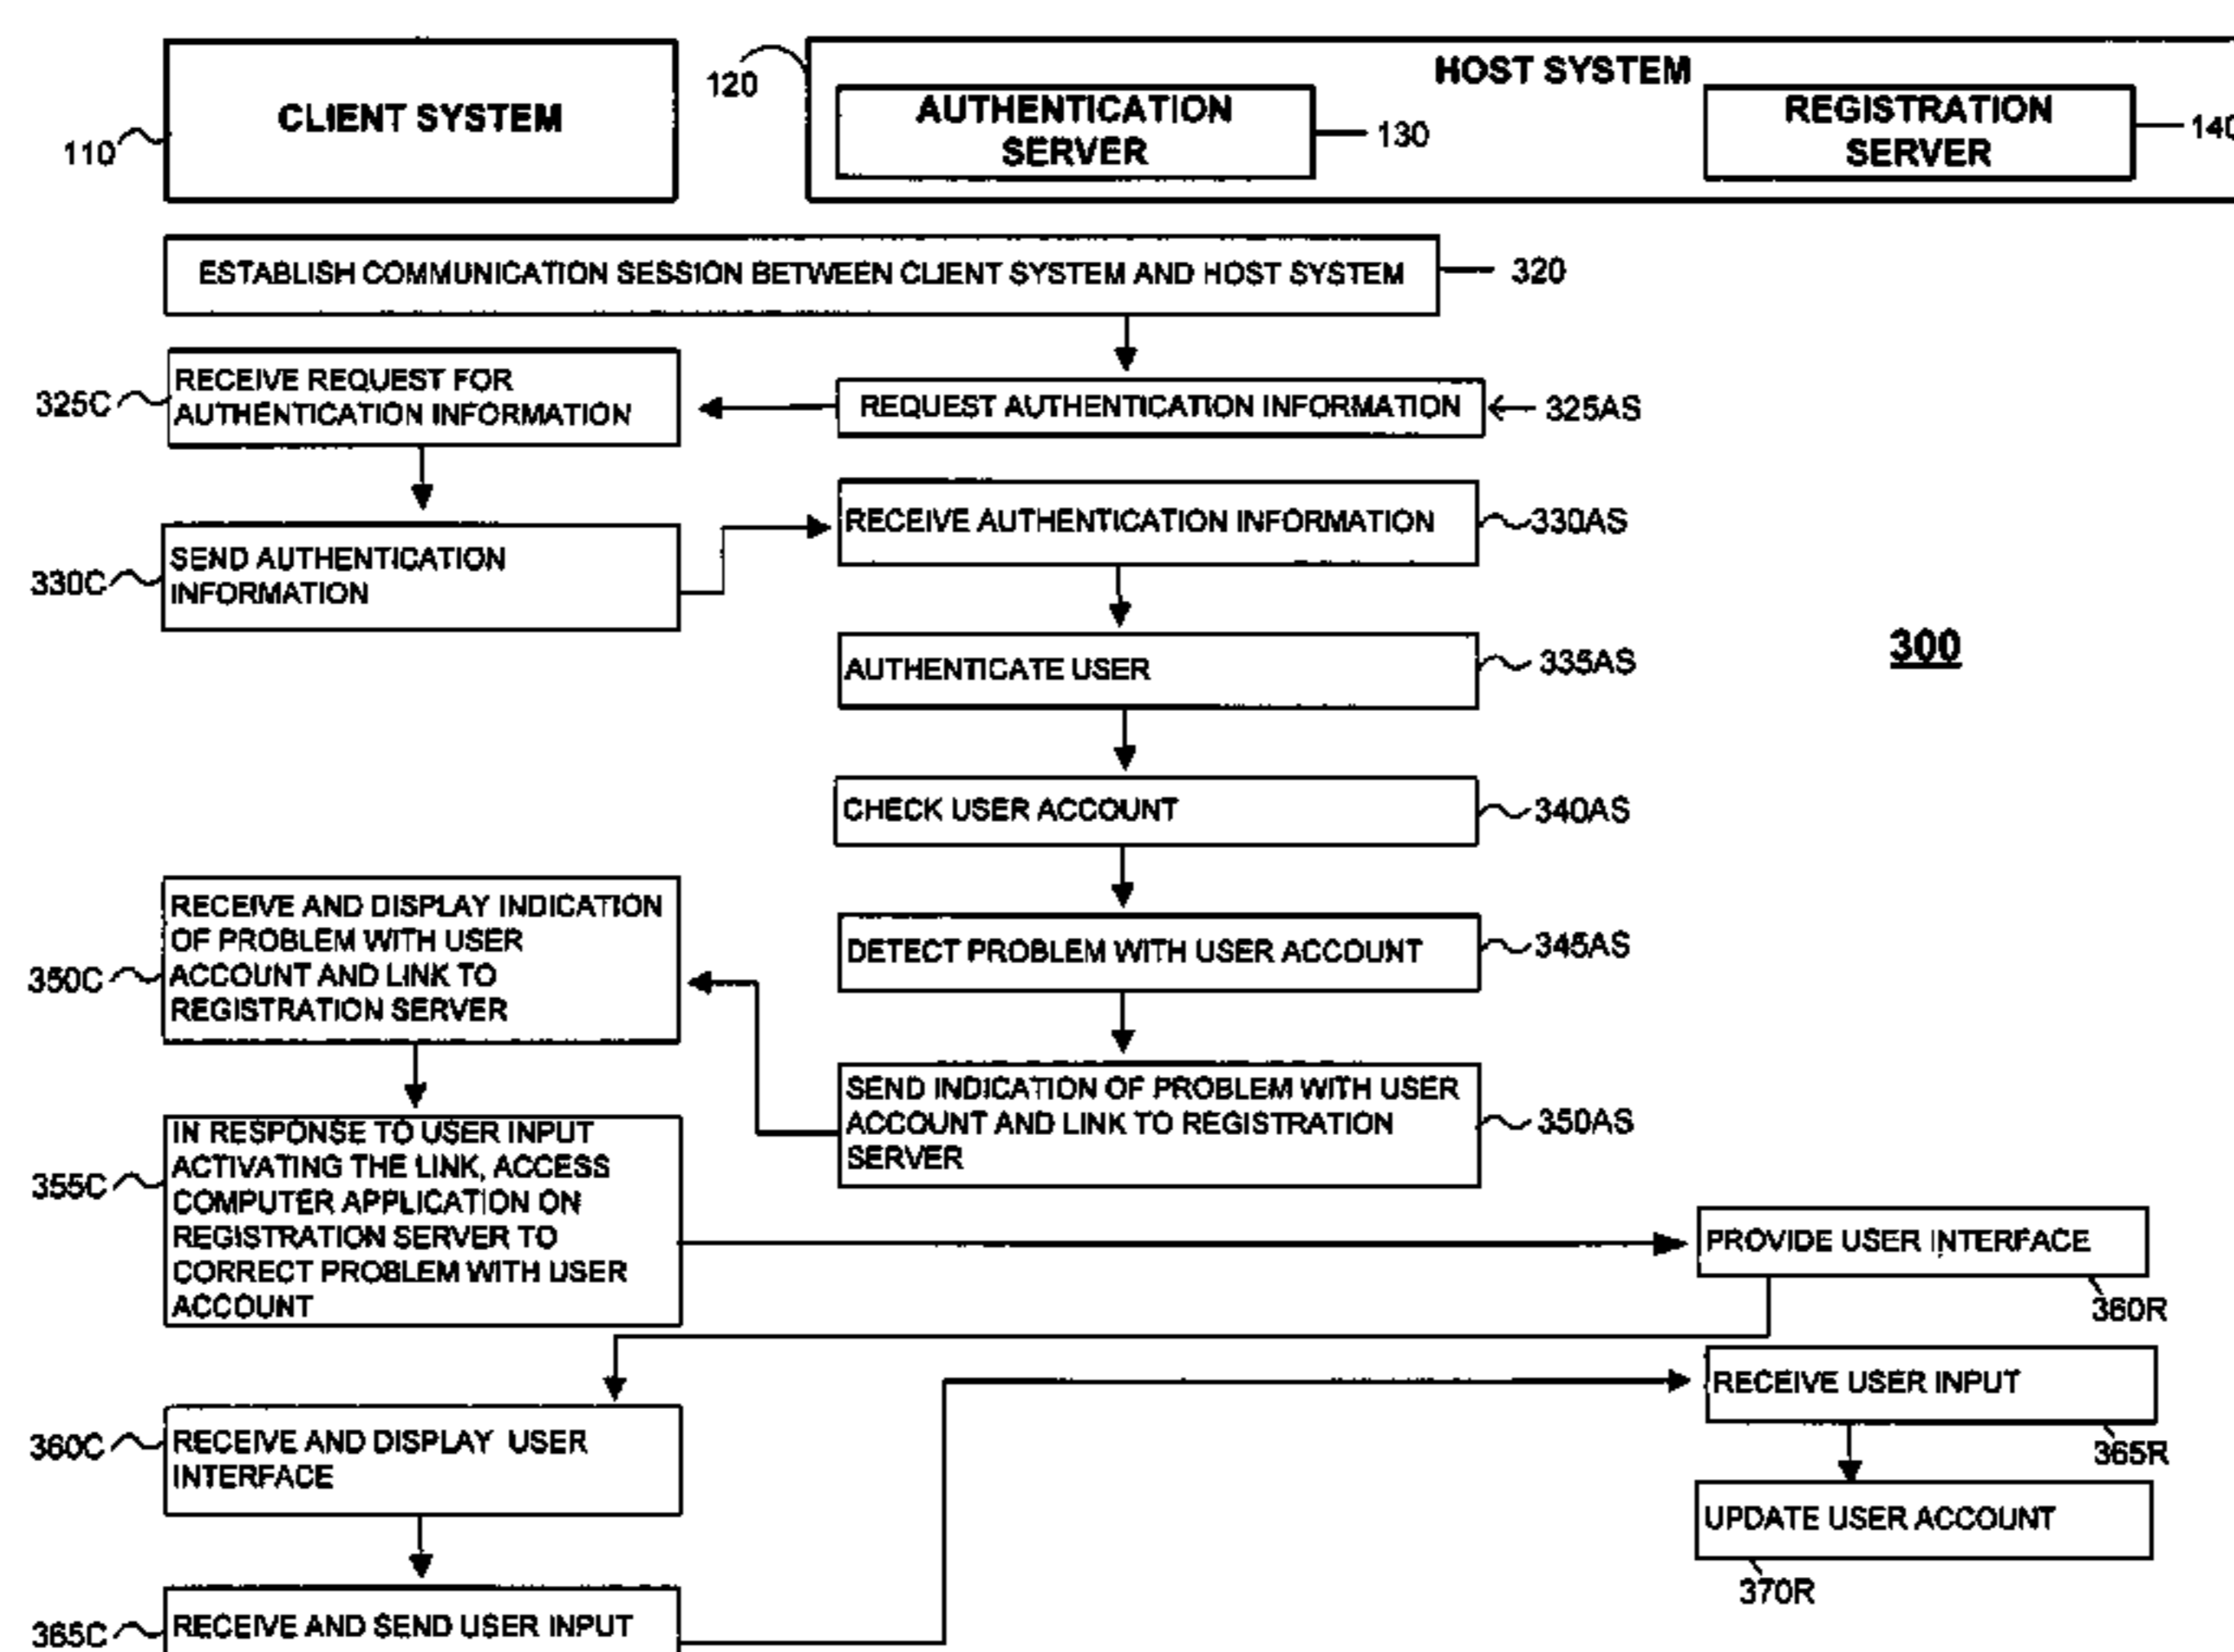 CLIENT SYSTEM
110
120
HOST SYSTEM
AUTHENTICATION
SERVER
130
REGISTRATION
SERVER
140
ESTABLISH COMMUNICATION SESSION BETWEEN CLIENT SYSTEM AND HOST SYSTEM
320
325C
RECEIVE REQUEST FOR
AUTHENTICATION INFORMATION
REQUEST AUTHENTICATION INFORMATION
325AS
330C
SEND AUTHENTICATION
INFORMATION
RECEIVE AUTHENTICATION INFORMATION
330AS
300
AUTHENTICATE USER
335AS
CHECK USER ACCOUNT
340AS
350C
RECEIVE AND DISPLAY INDICATION
OF PROBLEM WITH USER
ACCOUNT AND LINK TO
REGISTRATION SERVER
DETECT PROBLEM WITH USER ACCOUNT
345AS
SEND INDICATION OF PROBLEM WITH USER
ACCOUNT AND LINK TO REGISTRATION
SERVER
350AS
355C
IN RESPONSE TO USER INPUT
ACTIVATING THE LINK, ACCESS
COMPUTER APPLICATION ON
REGISTRATION SERVER TO
CORRECT PROBLEM WITH USER
ACCOUNT
PROVIDE USER INTERFACE
360R
360C
RECEIVE AND DISPLAY USER
INTERFACE
RECEIVE USER INPUT
365R
UPDATE USER ACCOUNT
370R
365C
RECEIVE AND SEND USER INPUT